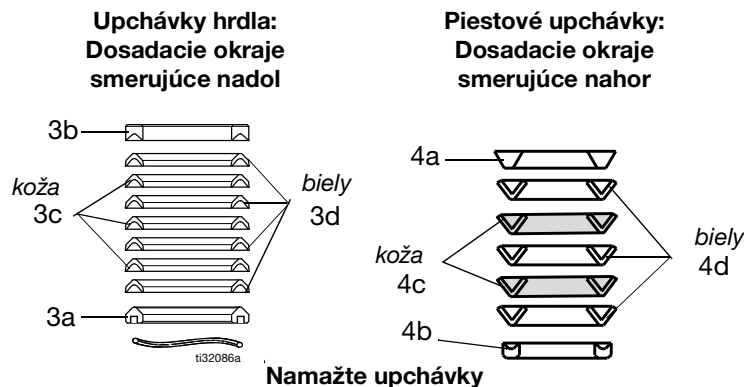 Upchávky hrdla:
Dosadacie okraje
smerujúce nadol
3b
koža
3c
biely
3d
3a
ti32086a
Piestové upchávky:
Dosadacie okraje
smerujúce nahor
4a
koža
4c
biely
4d
4b
Namažte upchávky